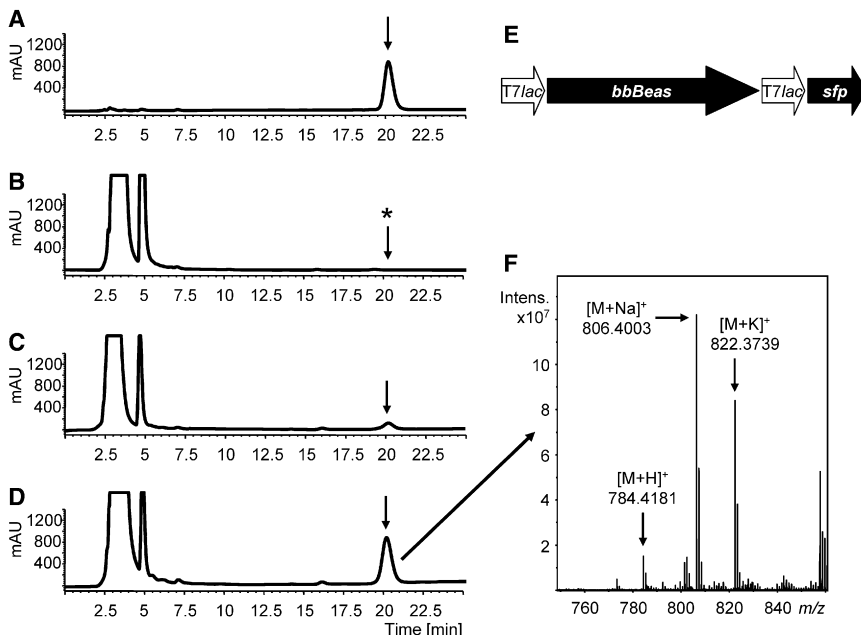 A
mAU
1200
800
400
2.5 5 7.5 10 12.5 15 17.5 20 22.5
B
mAU
1200
800
400
*
2.5 5 7.5 10 12.5 15 17.5 20 22.5
C
mAU
1200
800
400
2.5 5 7.5 10 12.5 15 17.5 20 22.5
D
mAU
1200
800
400
2.5 5 7.5 10 12.5 15 17.5 20 22.5
Time [min]
E
T7lac bbBeas T7lac sfp
F
Intens.
x10⁷
10
8
6
4
2
[M+Na]⁺
806.4003
[M+K]⁺
822.3739
[M+H]⁺
784.4181
760 780 800 820 840 m/z